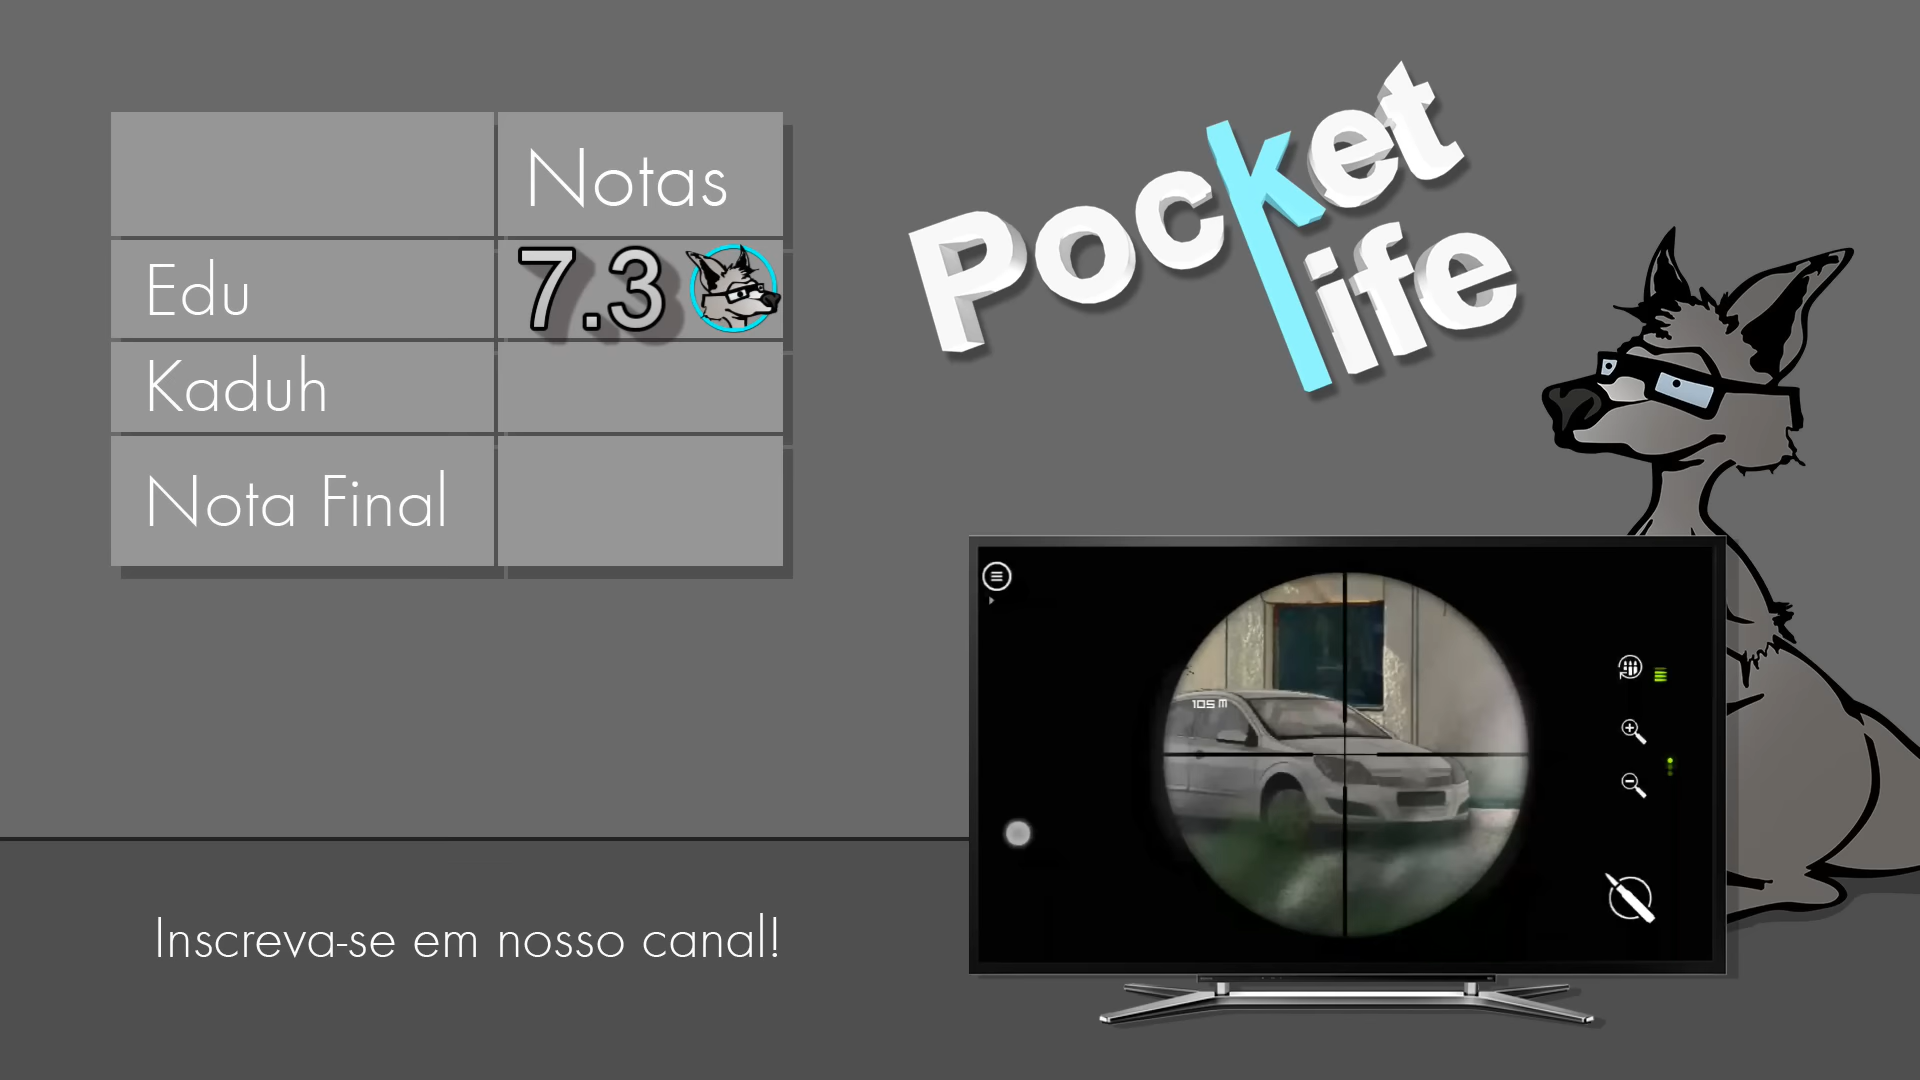 Notas
Edu 7.3
Kaduh
Nota Final
Pocket
life
105 m
Inscreva-se em nosso canal!